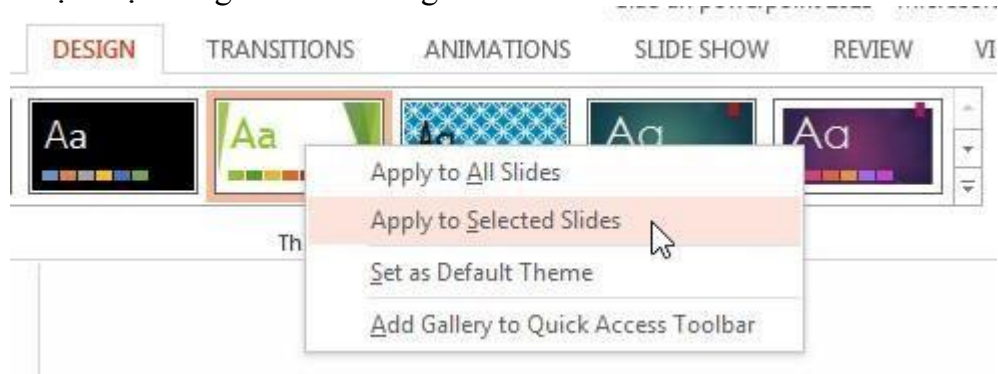 DESIGN TRANSITIONS ANIMATIONS SLIDE SHOW REVIEW
Aa Aa Aa Aa Aa
Apply to All Slides
Apply to Selected Slides
Th
Set as Default Theme
Add Gallery to Quick Access Toolbar